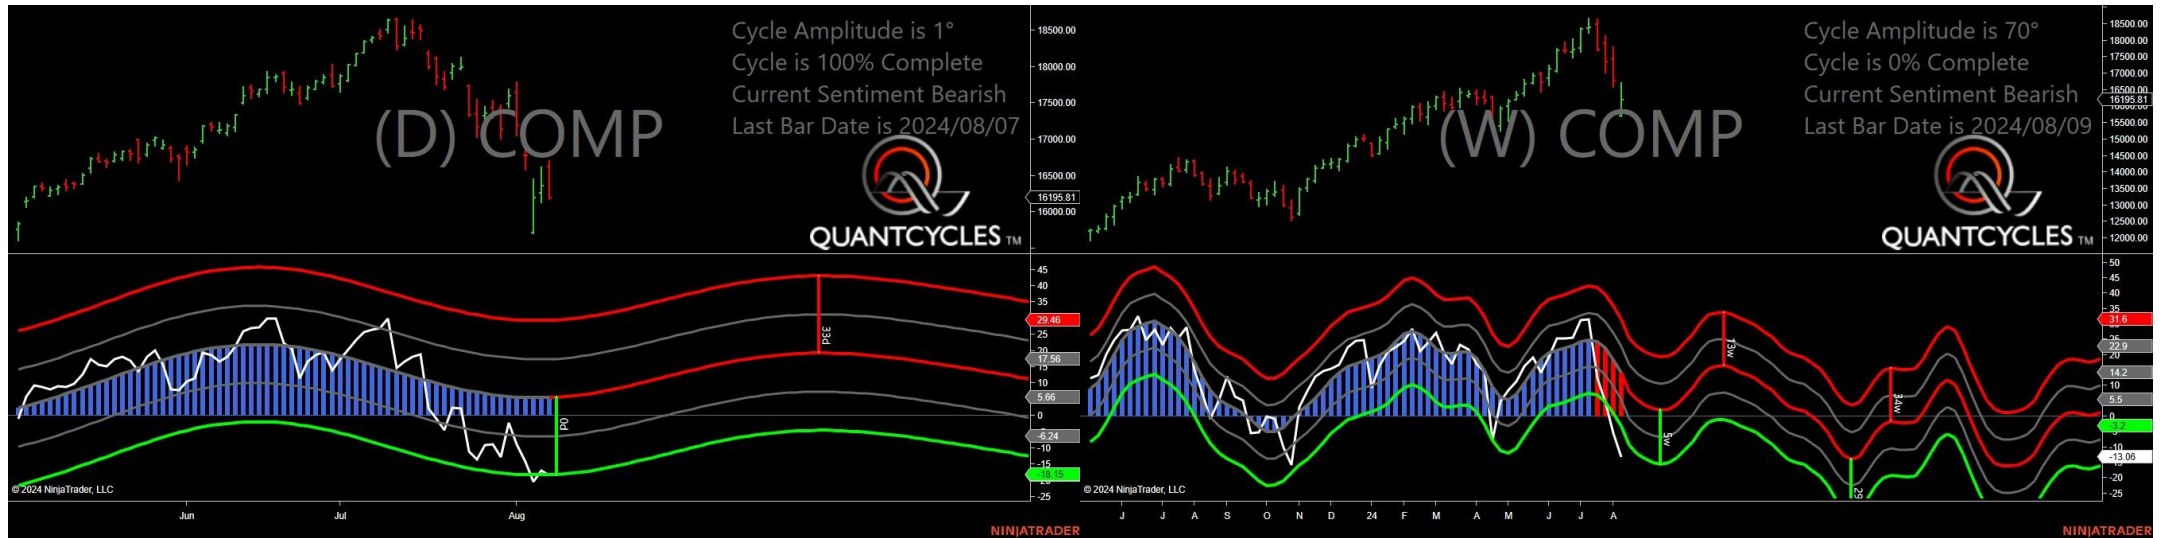 Cycle Amplitude is 1°
Cycle is 100% Complete
Current Sentiment Bearish
Last Bar Date is 2024/08/07
(D) COMP
QUANTCYCLES TM
18500.00
18000.00
17500.00
17000.00
16500.00
16195.81
16000.00
45
40
35
29.46
25
20
17.56
15
10
5.66
0
-6.24
-10
-15
-18.15
-25
33d
0d
© 2024 NinjaTrader, LLC
Jun
Jul
Aug
NINJATRADER
Cycle Amplitude is 70°
Cycle is 0% Complete
Current Sentiment Bearish
Last Bar Date is 2024/08/09
(W) COMP
QUANTCYCLES TM
18500.00
18000.00
17500.00
17000.00
16500.00
16195.81
15500.00
15000.00
14500.00
14000.00
13500.00
13000.00
12500.00
12000.00
50
45
40
35
31.6
25
22.9
20
14.2
10
5.5
0
-3.2
-10
-13.06
-20
-25
13w
34w
5w
29
© 2024 NinjaTrader, LLC
J
J
A
S
O
N
D
24
F
M
A
M
J
J
A
NINJATRADER